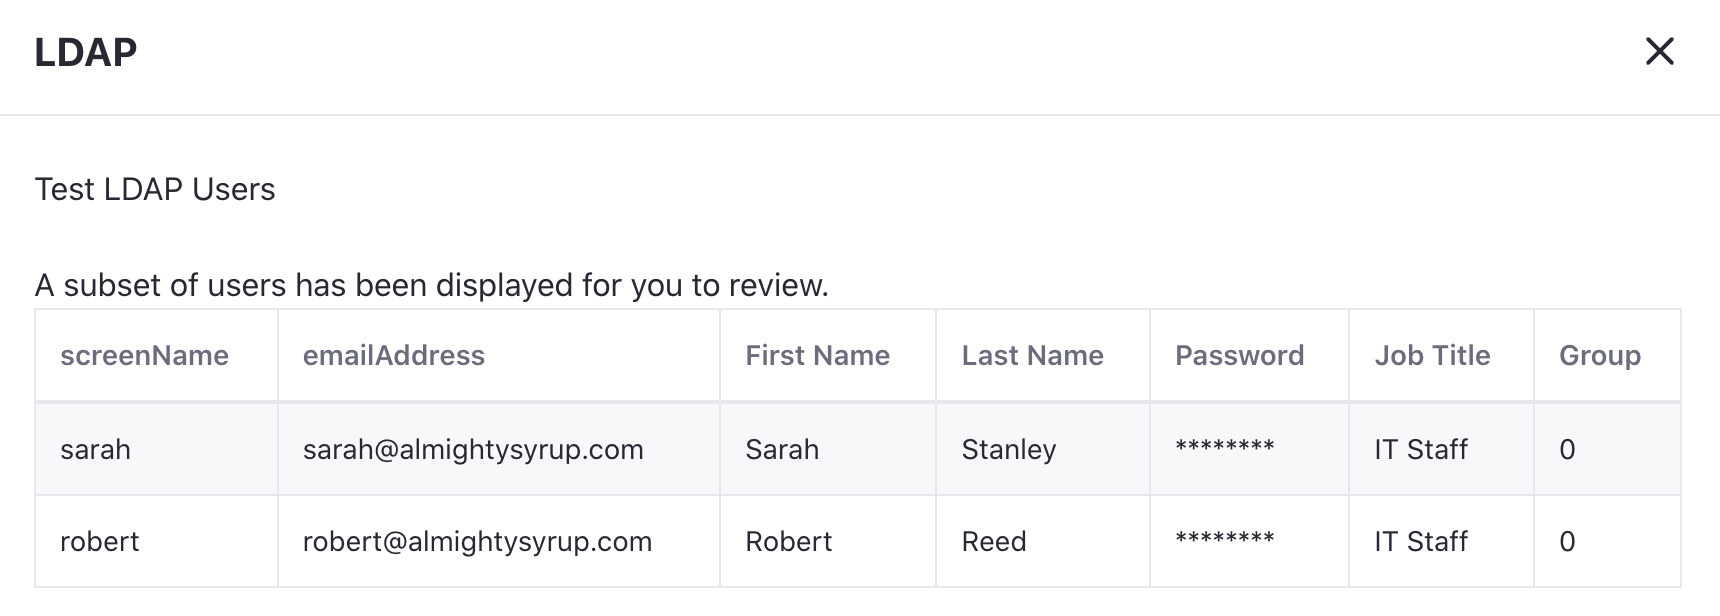 LDAP
Test LDAP Users
A subset of users has been displayed for you to review.
screenName emailAddress First Name Last Name Password Job Title Group
sarah sarah@almightysyrup.com Sarah Stanley ******** IT Staff 0
robert robert@almightysyrup.com Robert Reed ******** IT Staff 0